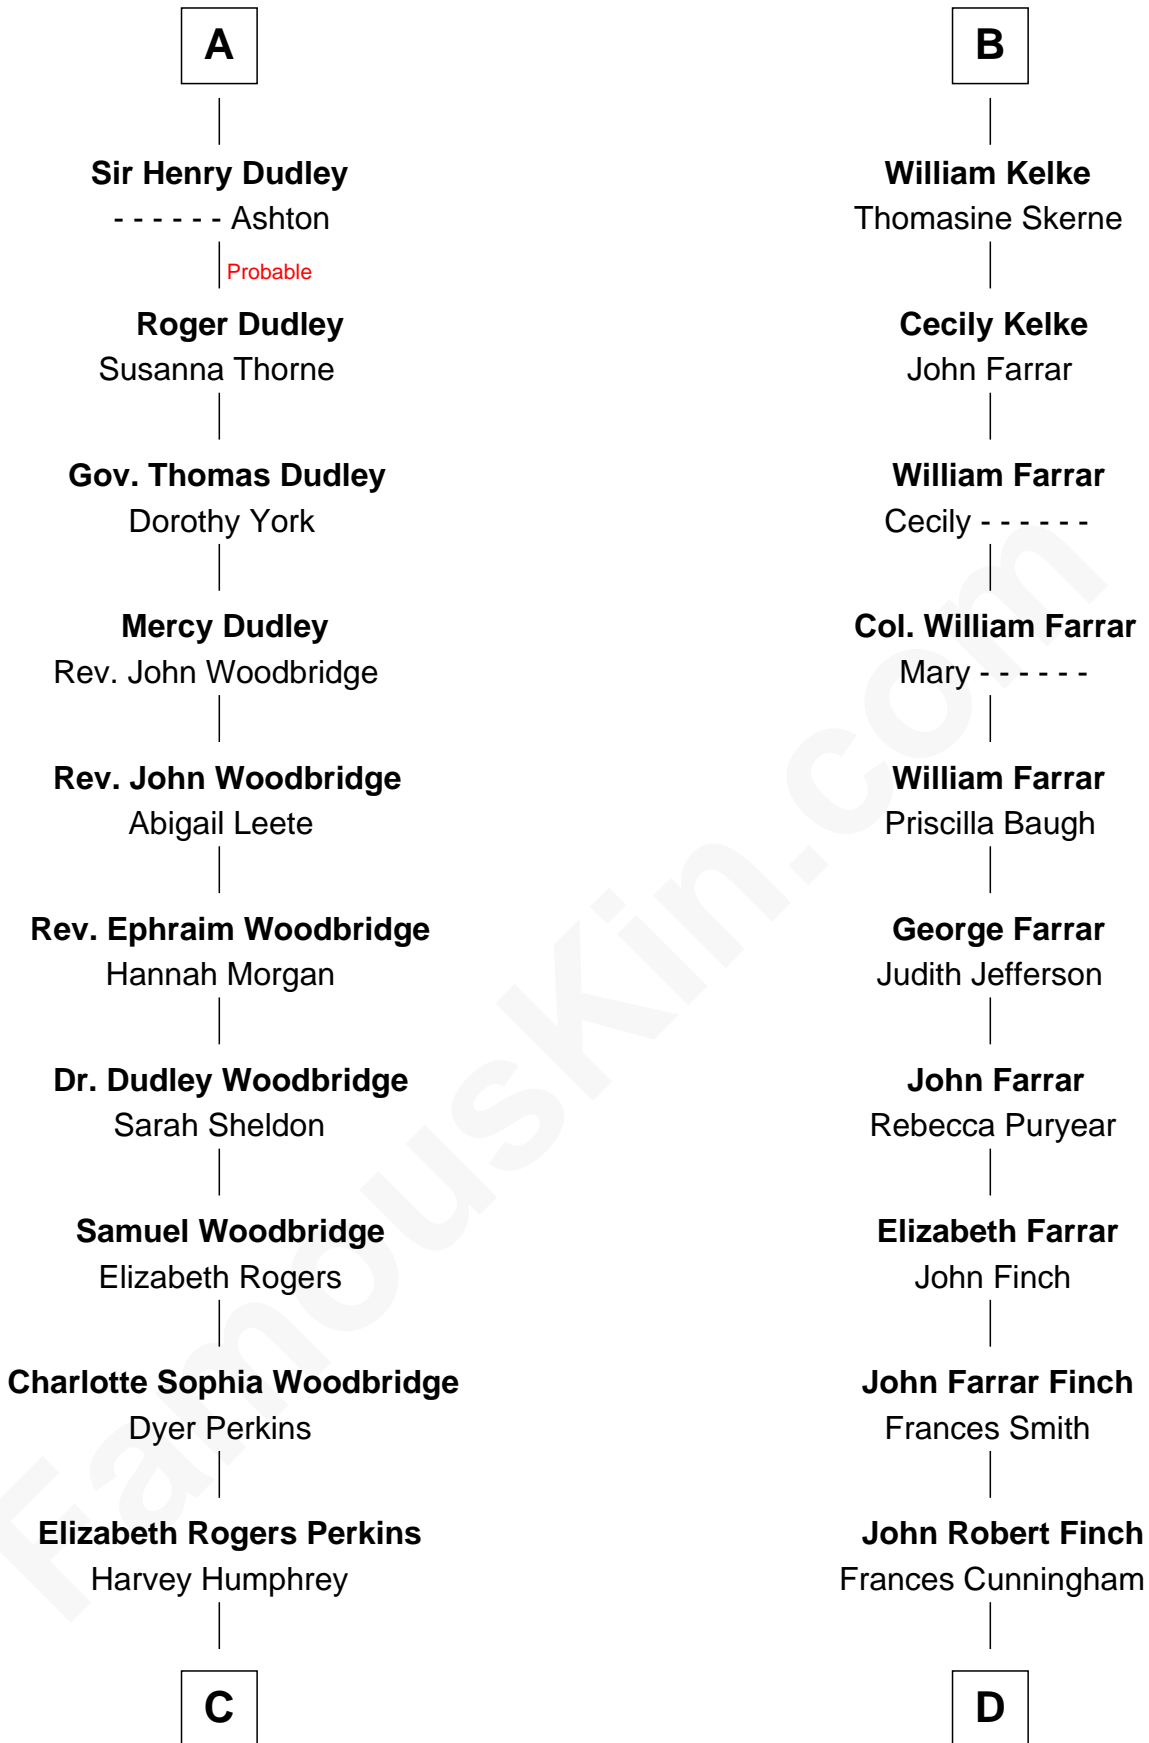 A
Sir Henry Dudley
- - - - - - Ashton
Probable
Roger Dudley
Susanna Thorne
Gov. Thomas Dudley
Dorothy York
Mercy Dudley
Rev. John Woodbridge
Rev. John Woodbridge
Abigail Leete
Rev. Ephraim Woodbridge
Hannah Morgan
Dr. Dudley Woodbridge
Sarah Sheldon
Samuel Woodbridge
Elizabeth Rogers
Charlotte Sophia Woodbridge
Dyer Perkins
Elizabeth Rogers Perkins
Harvey Humphrey
C
B
William Kelke
Thomasine Skerne
Cecily Kelke
John Farrar
William Farrar
Cecily - - - - - -
Col. William Farrar
Mary - - - - - -
William Farrar
Priscilla Baugh
George Farrar
Judith Jefferson
John Farrar
Rebecca Puryear
Elizabeth Farrar
John Finch
John Farrar Finch
Frances Smith
John Robert Finch
Frances Cunningham
D
FamousKin.com